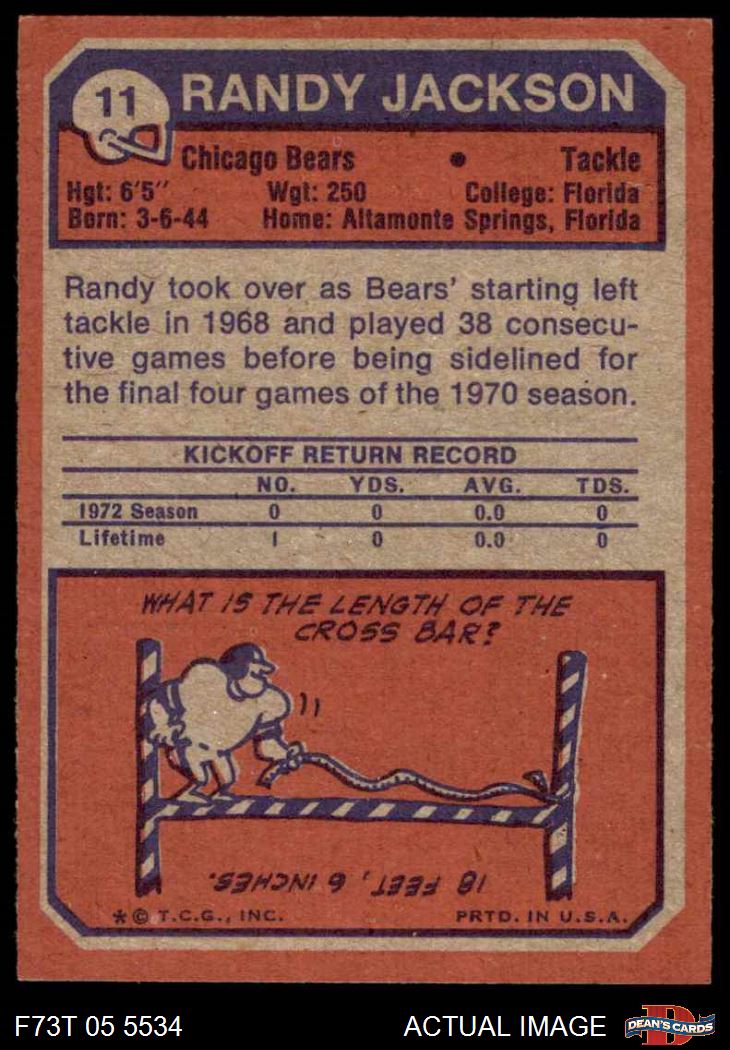 11
RANDY JACKSON
Chicago Bears • Tackle
Hgt: 6'5" Wgt: 250 College: Florida
Born: 3-6-44 Home: Altamonte Springs, Florida
Randy took over as Bears' starting left
tackle in 1968 and played 38 consecu-
tive games before being sidelined for
the final four games of the 1970 season.
KICKOFF RETURN RECORD
NO. YDS. AVG. TDS.
1972 Season 0 0 0.0 0
Lifetime 1 0 0.0 0
WHAT IS THE LENGTH OF THE
CROSS BAR?
18 FEET, 6 INCHES.
*© T.C.G., INC. PRTD. IN U.S.A.
F73T 05 5534 ACTUAL IMAGE
D
DEAN'S CARDS